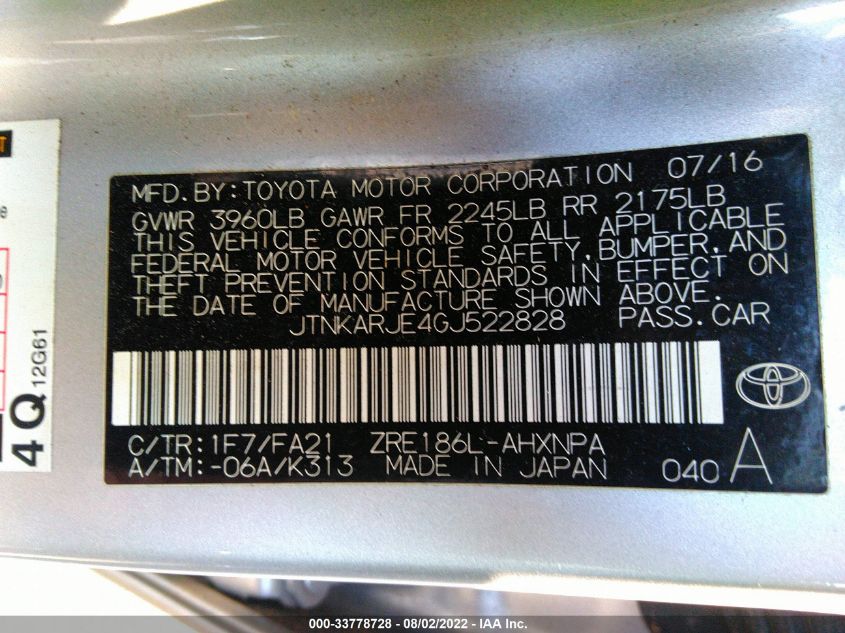 MFD. BY: TOYOTA MOTOR CORPORATION 07/16
GVWR 3960LB GAWR FR 2245LB RR 2175LB
THIS VEHICLE CONFORMS TO ALL APPLICABLE
FEDERAL MOTOR VEHICLE SAFETY, BUMPER, AND
THEFT PREVENTION STANDARDS IN EFFECT ON
THE DATE OF MANUFACTURE SHOWN ABOVE.
JTNKARJE4GJ522828 PASS. CAR
C/TR: 1F7/FA21 ZRE186L-AHXNPA
A/TM: -06A/K313 MADE IN JAPAN 040 A
4Q 12G61
000-33778728 - 08/02/2022 - IAA Inc.